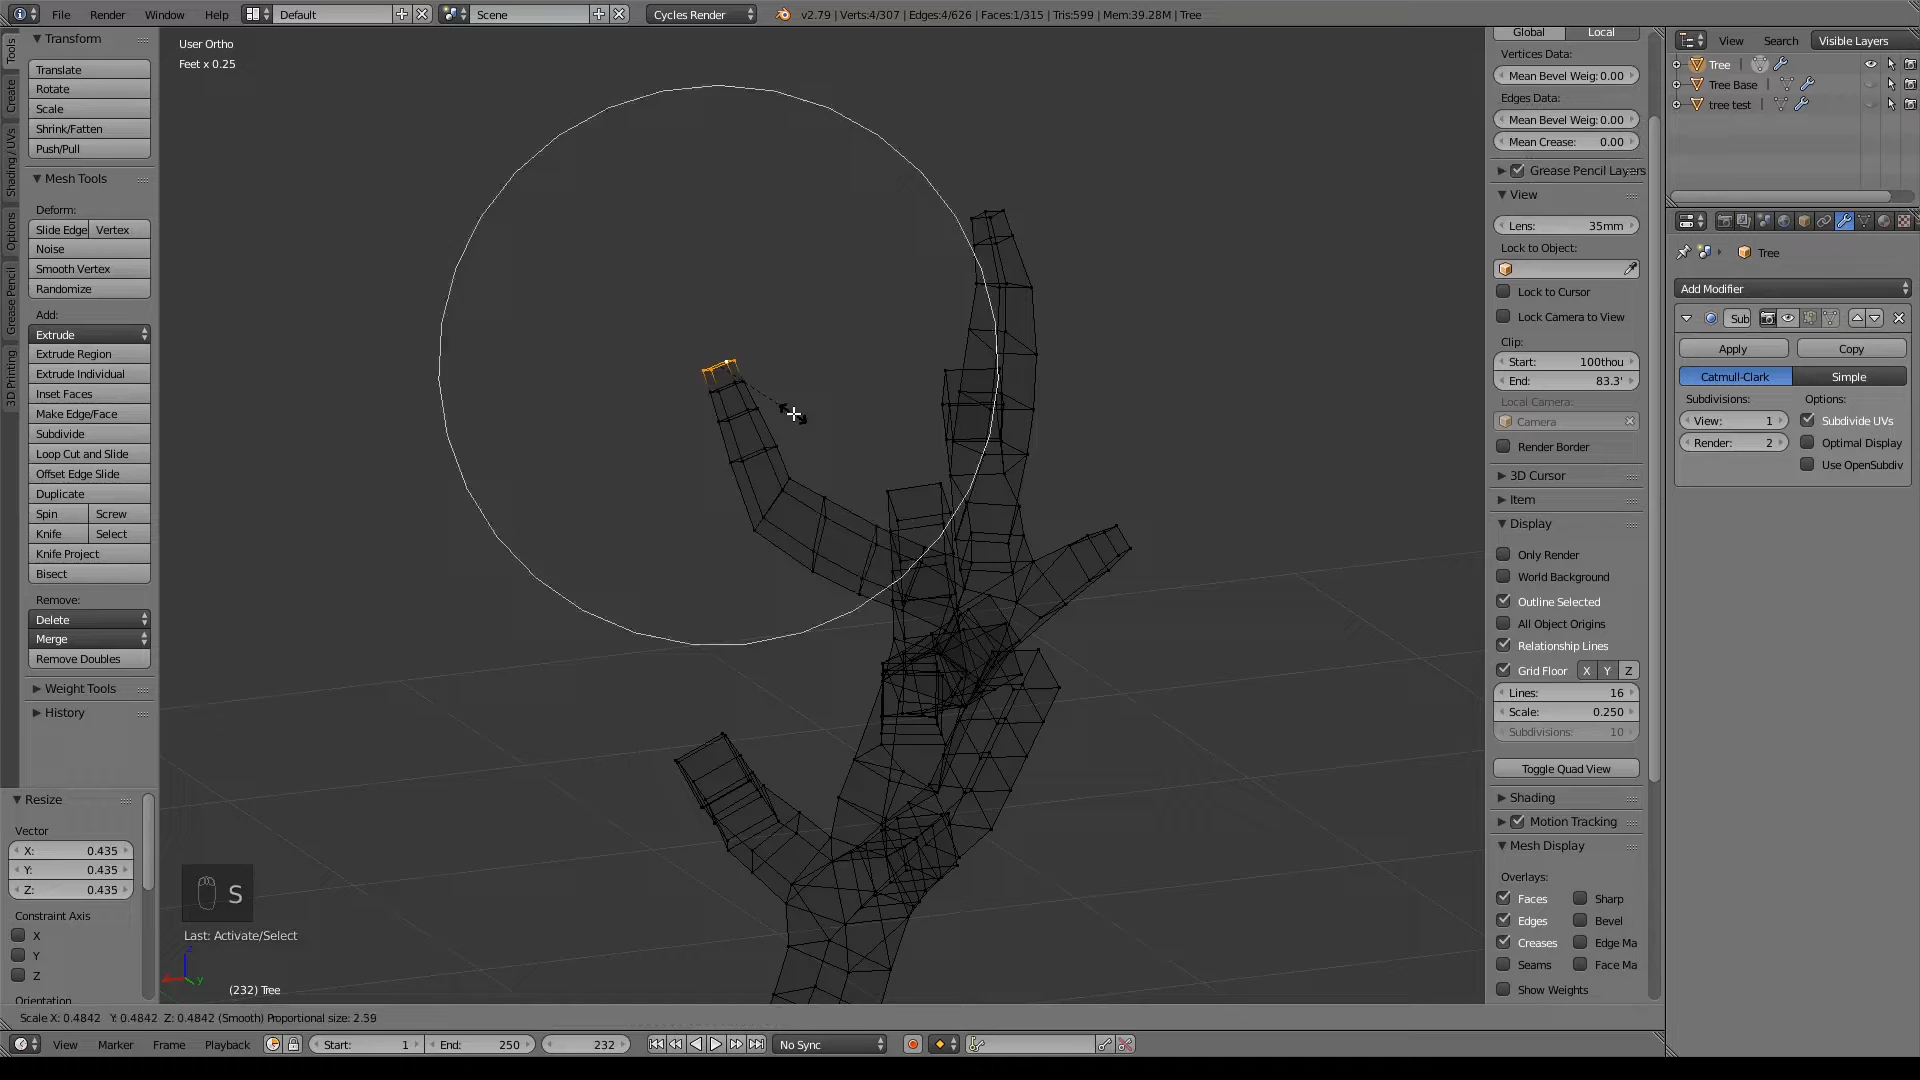 File Render Window Help Default Scene Cycles Render v2.79 | Verts:4/307 | Edges:4/626 | Faces:1/315 | Tris:599 | Mem:39.28M | Tree
Tools
Create
Shading / UVs
Options
Grease Pencil
3D Printing
Transform
Translate
Rotate
Scale
Shrink/Fatten
Push/Pull
Mesh Tools
Deform:
Slide Edge Vertex
Noise
Smooth Vertex
Randomize
Add:
Extrude
Extrude Region
Extrude Individual
Inset Faces
Make Edge/Face
Subdivide
Loop Cut and Slide
Offset Edge Slide
Duplicate
Spin Screw
Knife Select
Knife Project
Bisect
Remove:
Delete
Merge
Remove Doubles
Weight Tools
History
Resize
Vector
X: 0.435
Y: 0.435
Z: 0.435
Constraint Axis
X
Y
Z
Orientation
User Ortho
Feet x 0.25
S
Last: Activate/Select
z
y
(232) Tree
Global Local
Vertices Data:
Mean Bevel Weig: 0.00
Edges Data:
Mean Bevel Weig: 0.00
Mean Crease: 0.00
Grease Pencil Layers
View
Lens: 35mm
Lock to Object:
Lock to Cursor
Lock Camera to View
Clip:
Start: 100thou
End: 83.3'
Local Camera:
Camera
Render Border
3D Cursor
Item
Display
Only Render
World Background
Outline Selected
All Object Origins
Relationship Lines
Grid Floor X Y Z
Lines: 16
Scale: 0.250
Subdivisions: 10
Toggle Quad View
Shading
Motion Tracking
Mesh Display
Overlays:
Faces Sharp
Edges Bevel
Creases Edge Ma
Seams Face Ma
Show Weights
View Search Visible Layers
Tree
Tree Base
tree test
Tree
Add Modifier
Sub
Apply Copy
Catmull-Clark Simple
Subdivisions: Options:
View: 1 Subdivide UVs
Render: 2 Optimal Display
Use OpenSubdiv
Scale X: 0.4842 Y: 0.4842 Z: 0.4842 (Smooth) Proportional size: 2.59
View Marker Frame Playback Start: 1 End: 250 232 No Sync